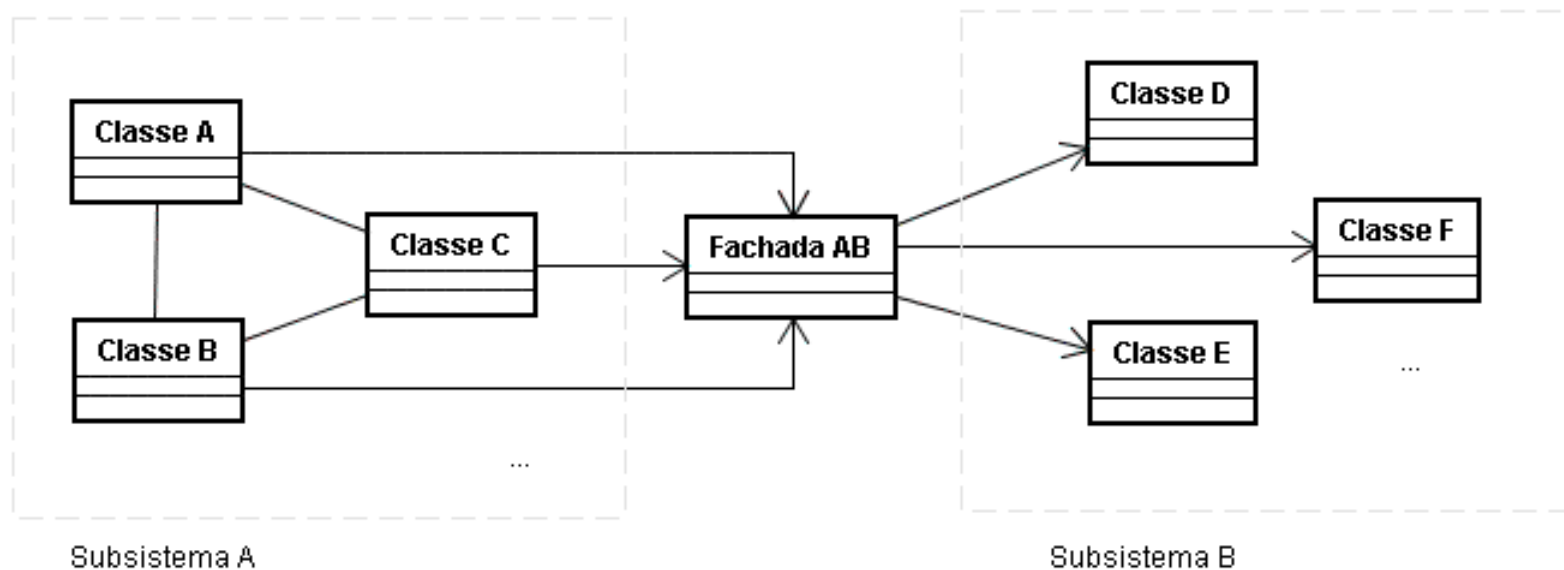 Classe A
Classe B
Classe C
...
Subsistema A
Fachada AB
Classe D
Classe F
Classe E
...
Subsistema B